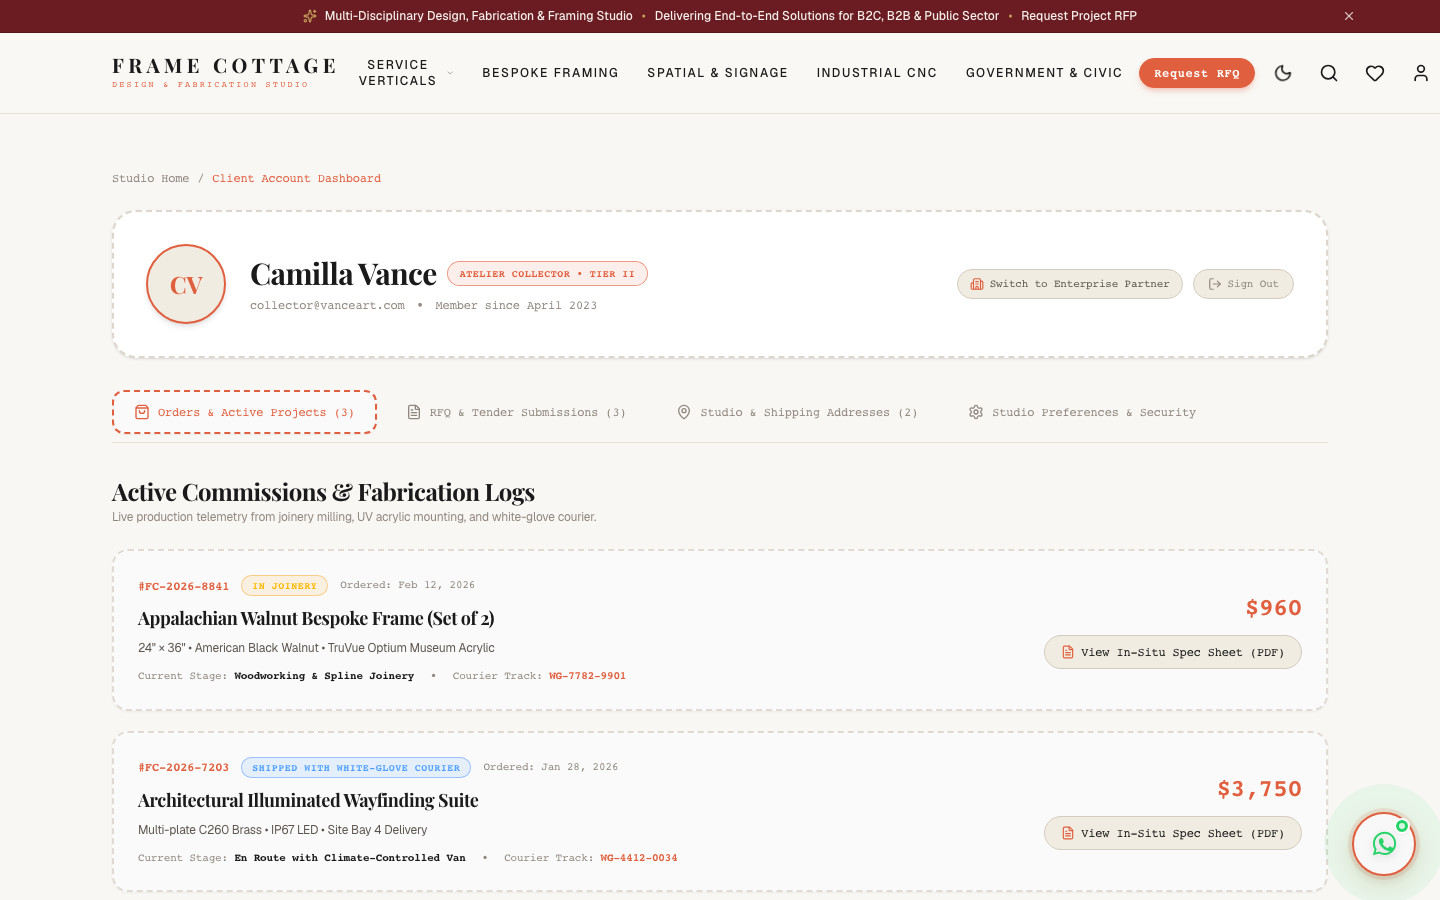 Multi-Disciplinary Design, Fabrication & Framing Studio • Delivering End-to-End Solutions for B2C, B2B & Public Sector • Request Project RFP
FRAME COTTAGE
DESIGN & FABRICATION STUDIO
SERVICE VERTICALS
BESPOKE FRAMING
SPATIAL & SIGNAGE
INDUSTRIAL CNC
GOVERNMENT & CIVIC
Request RFQ
Studio Home / Client Account Dashboard
CV
Camilla Vance
ATELIER COLLECTOR • TIER II
collector@vanceart.com • Member since April 2023
Switch to Enterprise Partner
Sign Out
Orders & Active Projects (3)
RFQ & Tender Submissions (3)
Studio & Shipping Addresses (2)
Studio Preferences & Security
Active Commissions & Fabrication Logs
Live production telemetry from joinery milling, UV acrylic mounting, and white-glove courier.
#FC-2026-8841 IN JOINERY Ordered: Feb 12, 2026
Appalachian Walnut Bespoke Frame (Set of 2)
24" × 36" • American Black Walnut • TruVue Optium Museum Acrylic
Current Stage: Woodworking & Spline Joinery • Courier Track: WG-7782-9901
$960
View In-Situ Spec Sheet (PDF)
#FC-2026-7203 SHIPPED WITH WHITE-GLOVE COURIER Ordered: Jan 28, 2026
Architectural Illuminated Wayfinding Suite
Multi-plate C260 Brass • IP67 LED • Site Bay 4 Delivery
Current Stage: En Route with Climate-Controlled Van • Courier Track: WG-4412-0034
$3,750
View In-Situ Spec Sheet (PDF)